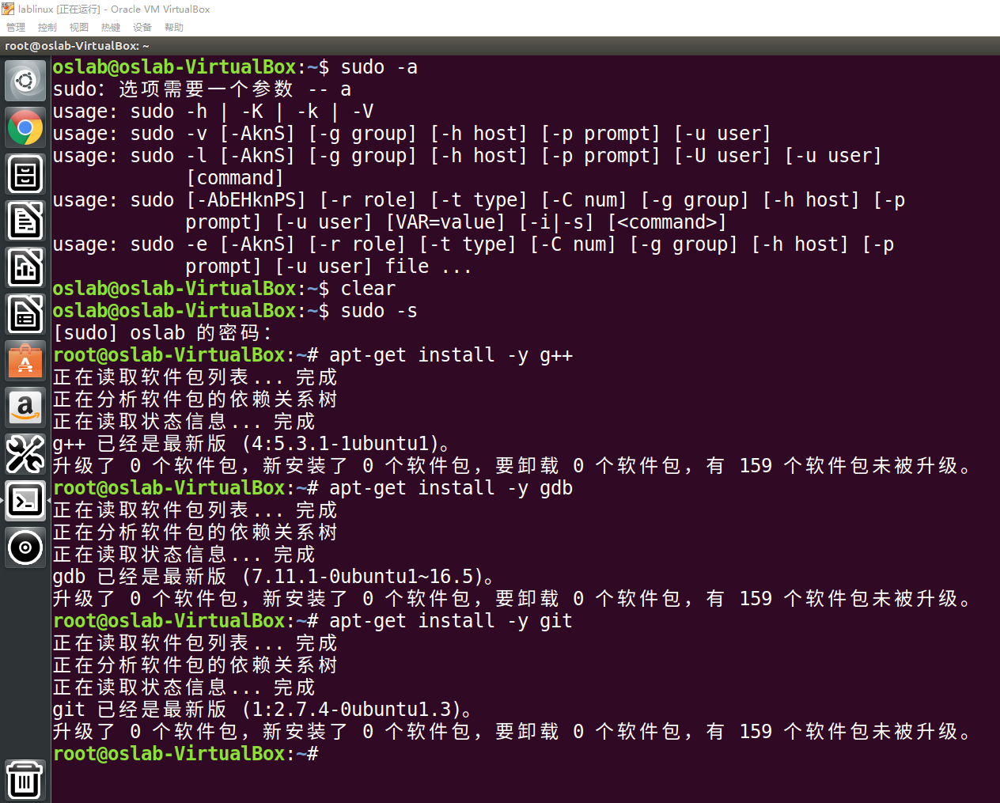 lablinux [正在运行] - Oracle VM VirtualBox
管理 控制 视图 热键 设备 帮助
root@oslab-VirtualBox: ~
oslab@oslab-VirtualBox:~$ sudo -a
sudo：选项需要一个参数 -- a
usage: sudo -h | -K | -k | -V
usage: sudo -v [-AknS] [-g group] [-h host] [-p prompt] [-u user]
usage: sudo -l [-AknS] [-g group] [-h host] [-p prompt] [-U user] [-u user]
[command]
usage: sudo [-AbEHknPS] [-r role] [-t type] [-C num] [-g group] [-h host] [-p
prompt] [-u user] [VAR=value] [-i|-s] [<command>]
usage: sudo -e [-AknS] [-r role] [-t type] [-C num] [-g group] [-h host] [-p
prompt] [-u user] file ...
oslab@oslab-VirtualBox:~$ clear
oslab@oslab-VirtualBox:~$ sudo -s
[sudo] oslab 的密码：
root@oslab-VirtualBox:~# apt-get install -y g++
正在读取软件包列表... 完成
正在分析软件包的依赖关系树
正在读取状态信息... 完成
g++ 已经是最新版 (4:5.3.1-1ubuntu1)。
升级了 0 个软件包，新安装了 0 个软件包，要卸载 0 个软件包，有 159 个软件包未被升级。
root@oslab-VirtualBox:~# apt-get install -y gdb
正在读取软件包列表... 完成
正在分析软件包的依赖关系树
正在读取状态信息... 完成
gdb 已经是最新版 (7.11.1-0ubuntu1~16.5)。
升级了 0 个软件包，新安装了 0 个软件包，要卸载 0 个软件包，有 159 个软件包未被升级。
root@oslab-VirtualBox:~# apt-get install -y git
正在读取软件包列表... 完成
正在分析软件包的依赖关系树
正在读取状态信息... 完成
git 已经是最新版 (1:2.7.4-0ubuntu1.3)。
升级了 0 个软件包，新安装了 0 个软件包，要卸载 0 个软件包，有 159 个软件包未被升级。
root@oslab-VirtualBox:~#